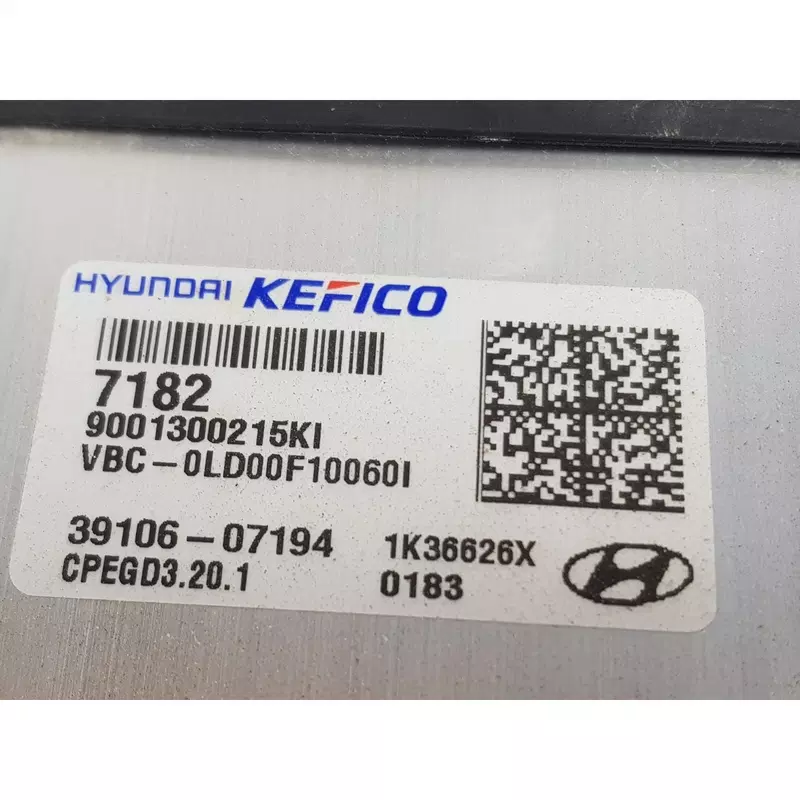 HYUNDAI KEFICO
7182
9001300215KI
VBC-0LD00F10060I
39106-07194 1K36626X
CPEGD3.20.1 0183